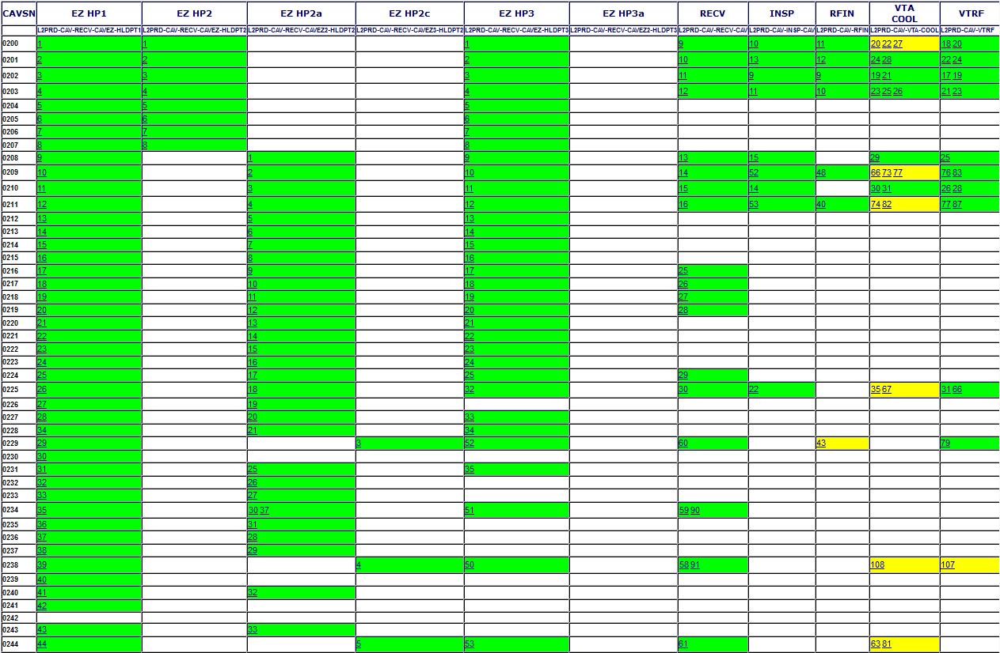 CAVSN EZ HP1 EZ HP2 EZ HP2a EZ HP2c EZ HP3 EZ HP3a RECV INSP RFIN VTA COOL VTRF
L2PRD-CAV-RECV-CAVEZ-HLDPT1 L2PRD-CAV-RECV-CAVEZ-HLDPT2 L2PRD-CAV-RECV-CAVEZ2-HLDPT2 L2PRD-CAV-RECV-CAVEZ3-HLDPT2 L2PRD-CAV-RECV-CAVEZ-HLDPT3 L2PRD-CAV-RECV-CAVEZ2-HLDPT3 L2PRD-CAV-RECV-CAV L2PRD-CAV-INSP-CAV L2PRD-CAV-RFIN L2PRD-CAV-VTA-COOL L2PRD-CAV-VTRF
0200 1 1 1 9 10 11 20 22 27 18 20
0201 2 2 2 10 13 12 24 28 22 24
0202 3 3 3 11 9 9 19 21 17 19
0203 4 4 4 12 11 10 23 25 26 21 23
0204 5 5 5
0205 6 6 6
0206 7 7 7
0207 8 8 8
0208 9 1 9 13 15 29 25
0209 10 2 10 14 52 48 66 73 77 76 83
0210 11 3 11 15 14 30 31 26 28
0211 12 4 12 16 53 40 74 82 77 87
0212 13 5 13
0213 14 6 14
0214 15 7 15
0215 16 8 16
0216 17 9 17 25
0217 18 10 18 26
0218 19 11 19 27
0219 20 12 20 28
0220 21 13 21
0221 22 14 22
0222 23 15 23
0223 24 16 24
0224 25 17 25 29
0225 26 18 32 30 22 35 67 31 66
0226 27 19
0227 28 20 33
0228 34 21 34
0229 29 3 52 60 43 79
0230 30
0231 31 25 35
0232 32 26
0233 33 27
0234 35 30 37 51 59 90
0235 36 31
0236 37 28
0237 38 29
0238 39 4 50 58 91 108 107
0239 40
0240 41 32
0241 42
0242
0243 43 33
0244 44 5 53 61 63 81